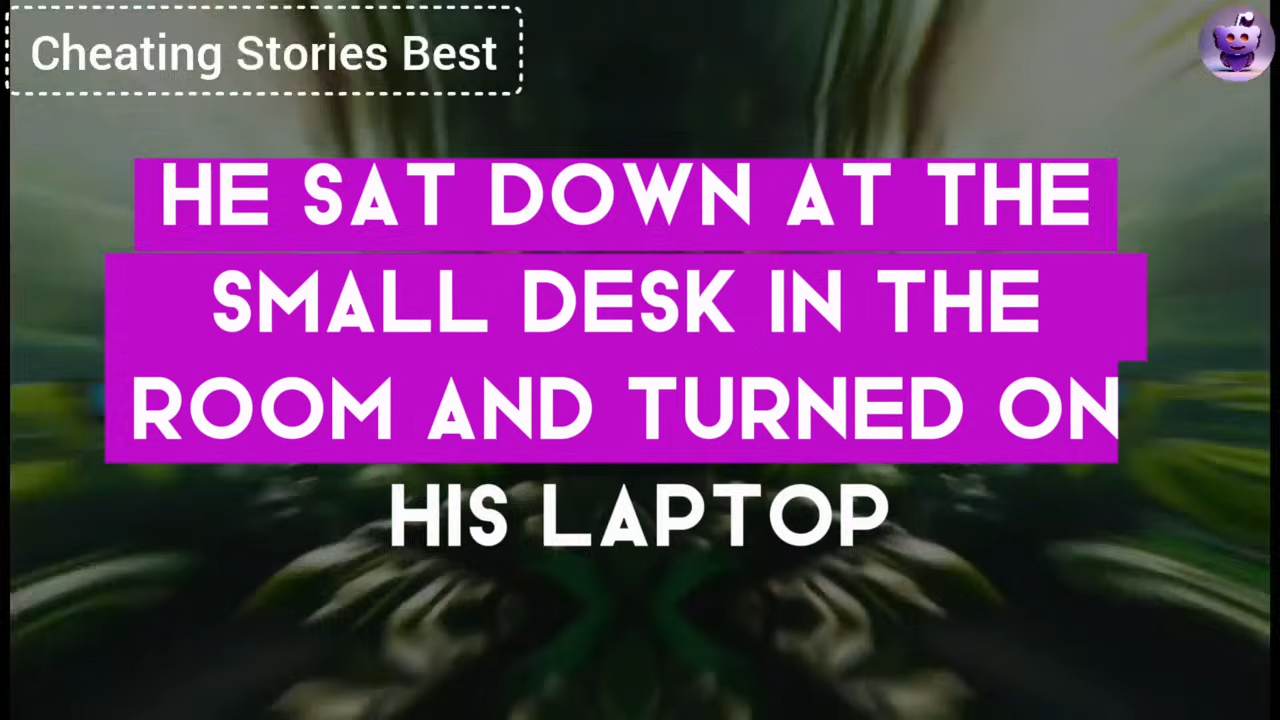 Cheating Stories Best
HE SAT DOWN AT THE
SMALL DESK IN THE
ROOM AND TURNED ON
HIS LAPTOP